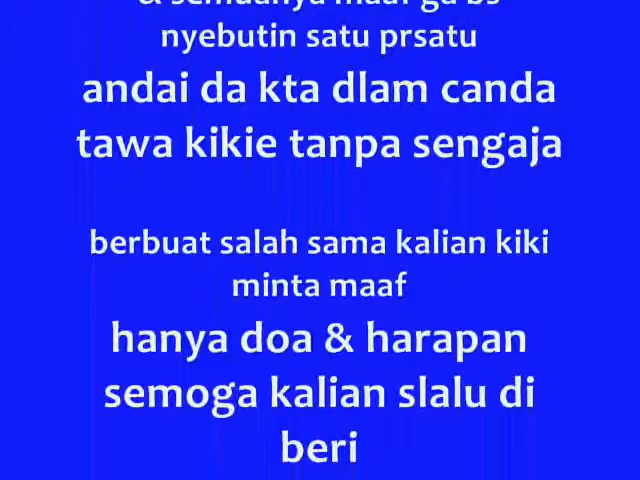 & semuanya maaf ga bs
nyebutin satu prsatu
andai da kta dlam canda
tawa kikie tanpa sengaja
berbuat salah sama kalian kiki
minta maaf
hanya doa & harapan
semoga kalian slalu di
beri